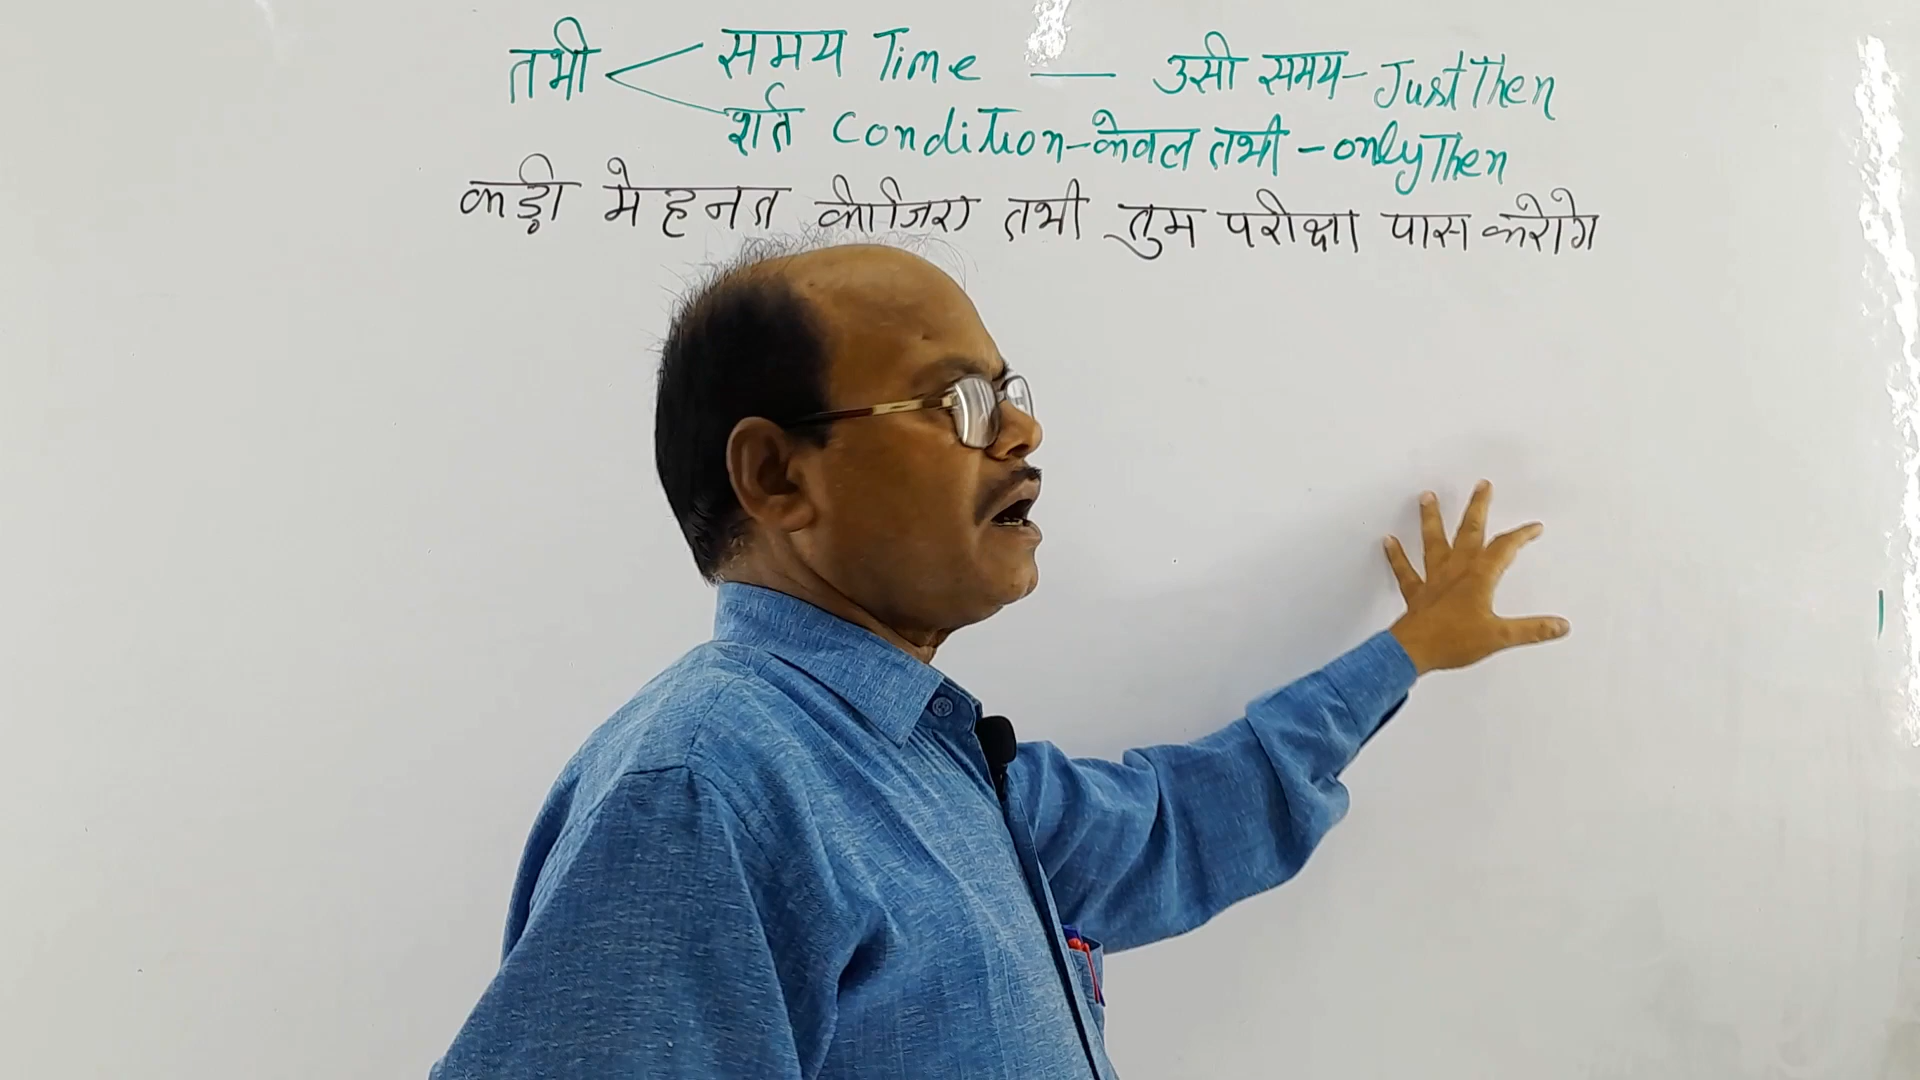 तभी < समय Time — उसी समय - Just Then
शर्त Condition - केवल तभी - only Then
कड़ी मेहनत कीजिए तभी तुम परीक्षा पास करोगे